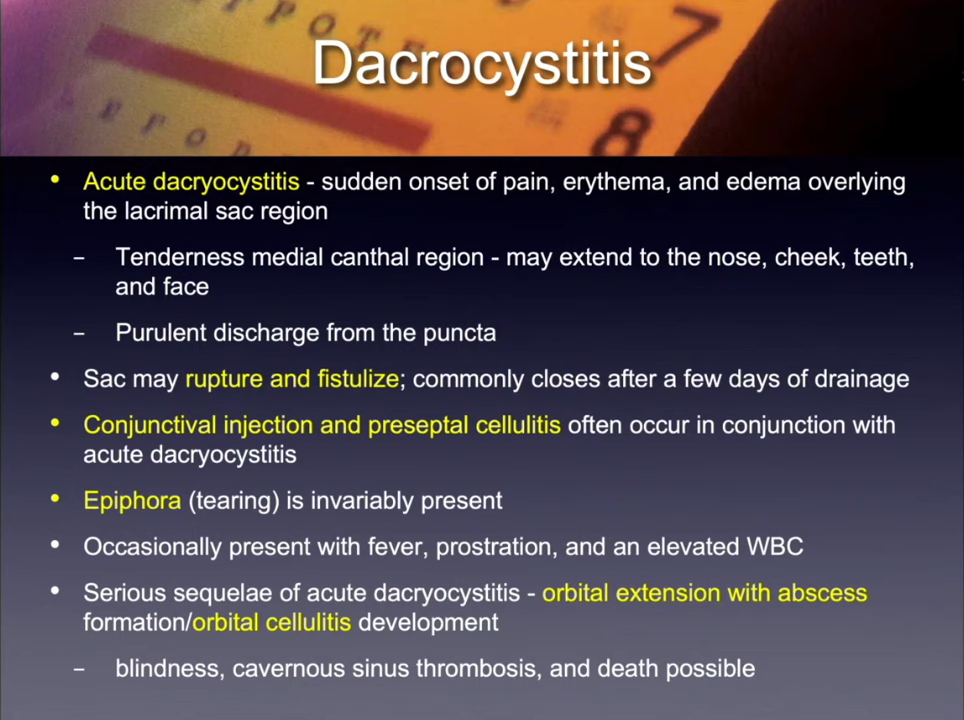 Dacrocystitis
7
8
• Acute dacryocystitis - sudden onset of pain, erythema, and edema overlying
the lacrimal sac region
– Tenderness medial canthal region - may extend to the nose, cheek, teeth,
and face
– Purulent discharge from the puncta
• Sac may rupture and fistulize; commonly closes after a few days of drainage
• Conjunctival injection and preseptal cellulitis often occur in conjunction with
acute dacryocystitis
• Epiphora (tearing) is invariably present
• Occasionally present with fever, prostration, and an elevated WBC
• Serious sequelae of acute dacryocystitis - orbital extension with abscess
formation/orbital cellulitis development
– blindness, cavernous sinus thrombosis, and death possible